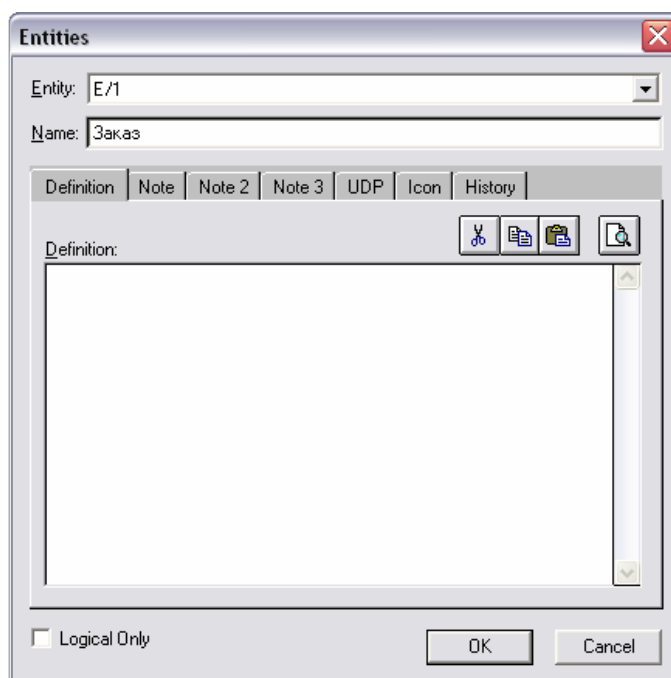 Entities
Entity: E/1
Name: Заказ
Definition Note Note 2 Note 3 UDP Icon History
Definition:
Logical Only OK Cancel